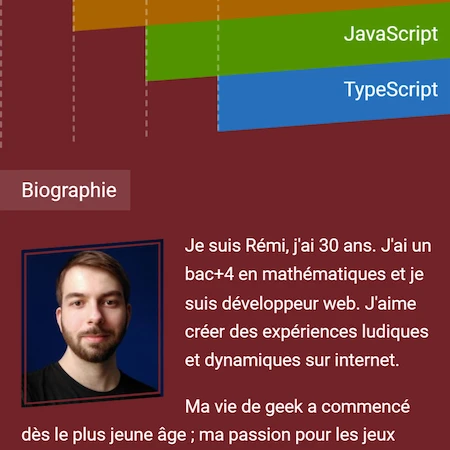 JavaScript
TypeScript
Biographie
Je suis Rémi, j'ai 30 ans. J'ai un
bac+4 en mathématiques et je
suis développeur web. J'aime
créer des expériences ludiques
et dynamiques sur internet.
Ma vie de geek a commencé
dès le plus jeune âge ; ma passion pour les jeux